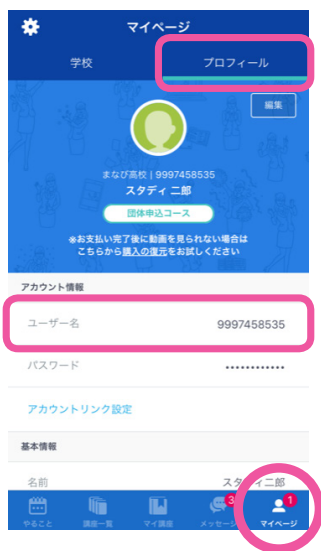 マイページ
学校 プロフィール
編集
まなび高校 | 9997458535
スタディ 二郎
団体申込コース
※お支払い完了後に動画を見られない場合は
こちらから購入の復元をお試しください
アカウント情報
ユーザー名 9997458535
パスワード ••••••••••••
アカウントリンク設定
基本情報
名前 スタディ二郎
3 1
やること 講座一覧 マイ講座 メッセージ マイページ